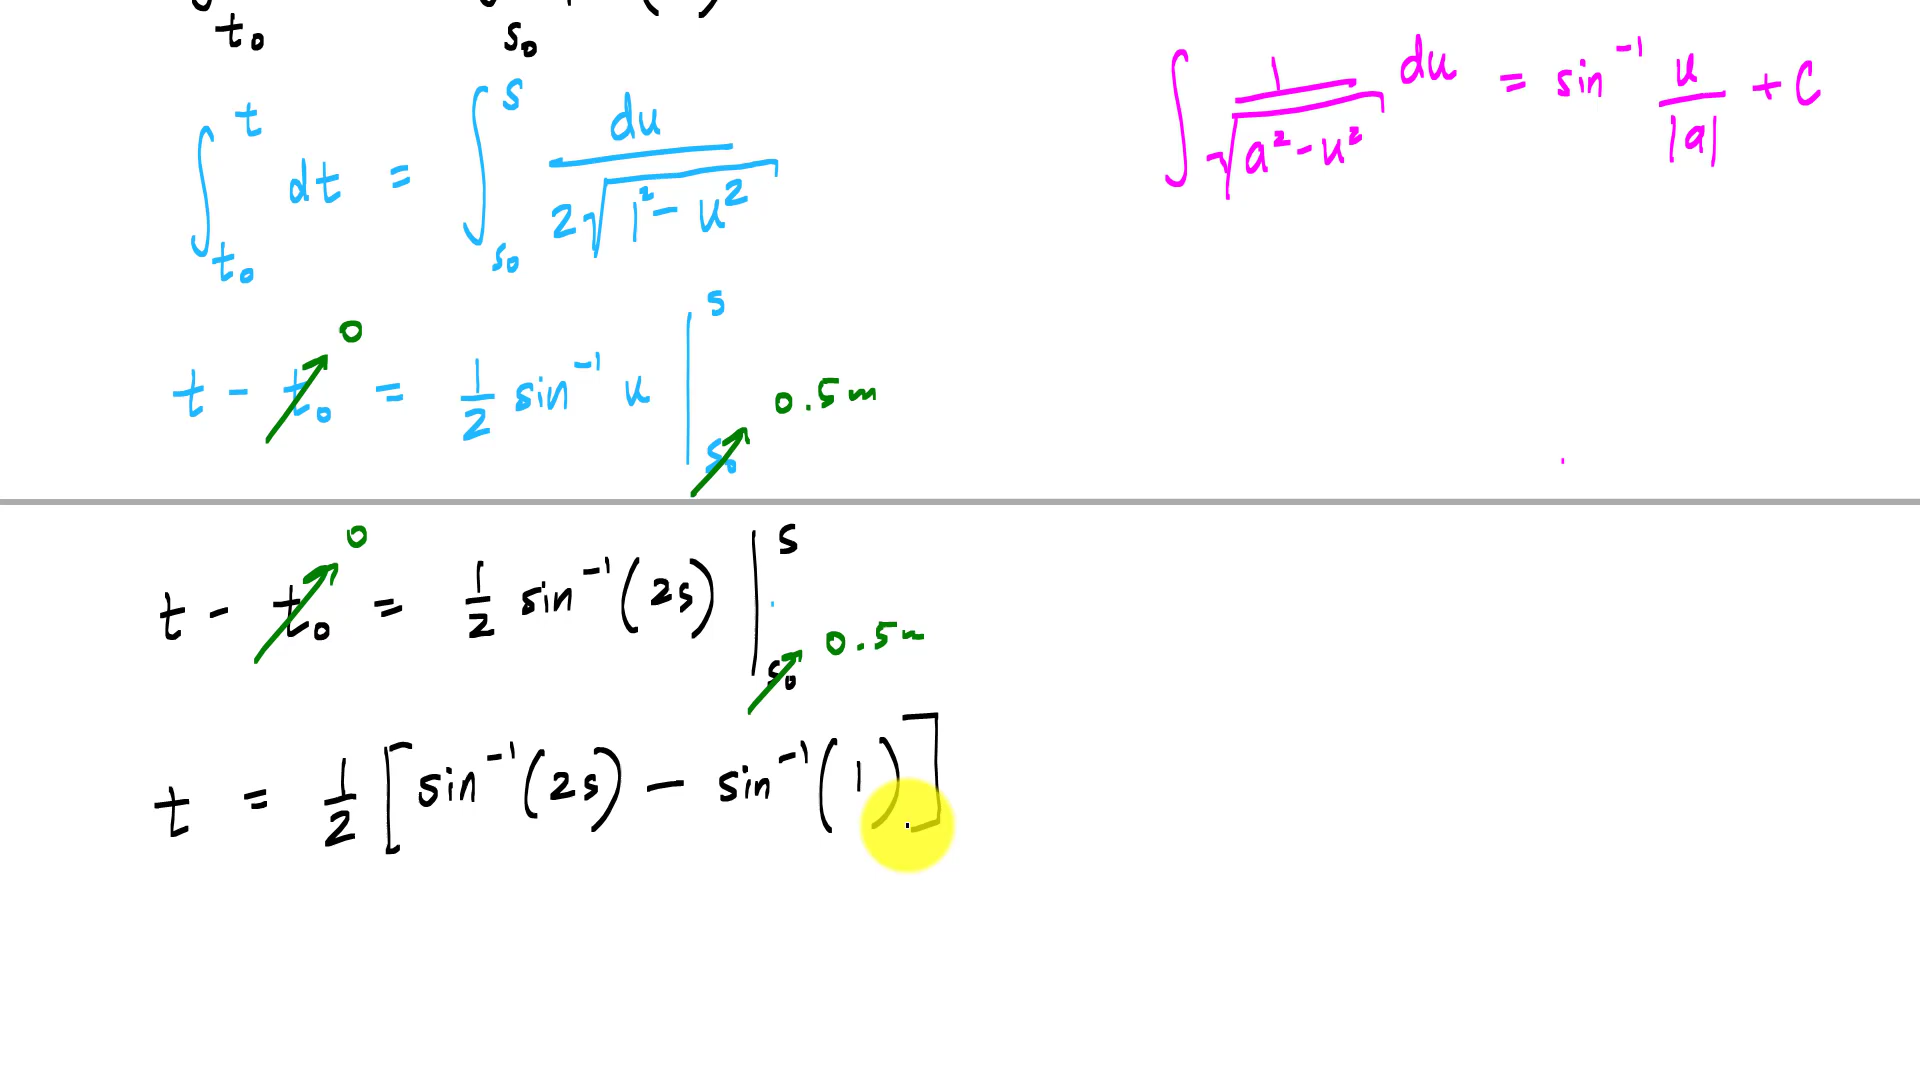 t₀ s₀
∫_{t₀}^{t} dt = ∫_{s₀}^{s} du / 2√(1² - u²)
∫ 1/√(a² - u²) du = sin⁻¹ u/|a| + C
t - t₀ 0 = 1/2 sin⁻¹ u | s s₀ 0.5m
t - t₀ 0 = 1/2 sin⁻¹(2s) | s s₀ 0.5m
t = 1/2 [sin⁻¹(2s) - sin⁻¹(1)]